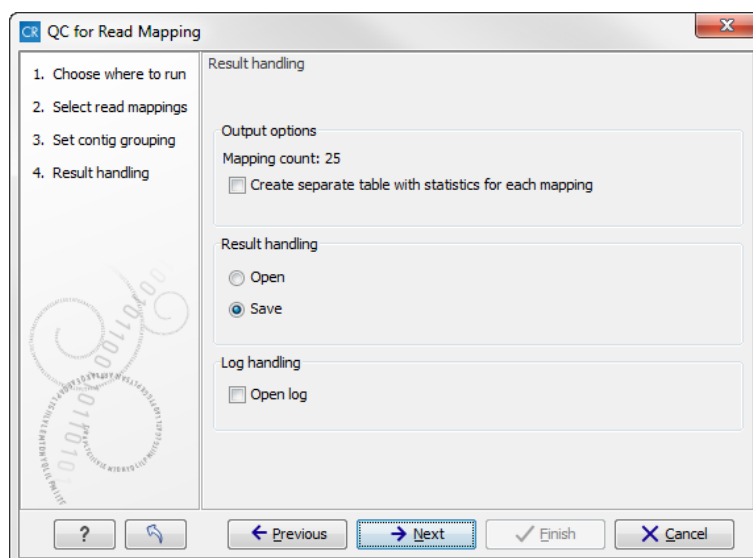 CR QC for Read Mapping
Result handling
1. Choose where to run
2. Select read mappings
3. Set contig grouping
4. Result handling
Output options
Mapping count: 25
Create separate table with statistics for each mapping
Result handling
Open
Save
Log handling
Open log
? Previous Next Finish Cancel